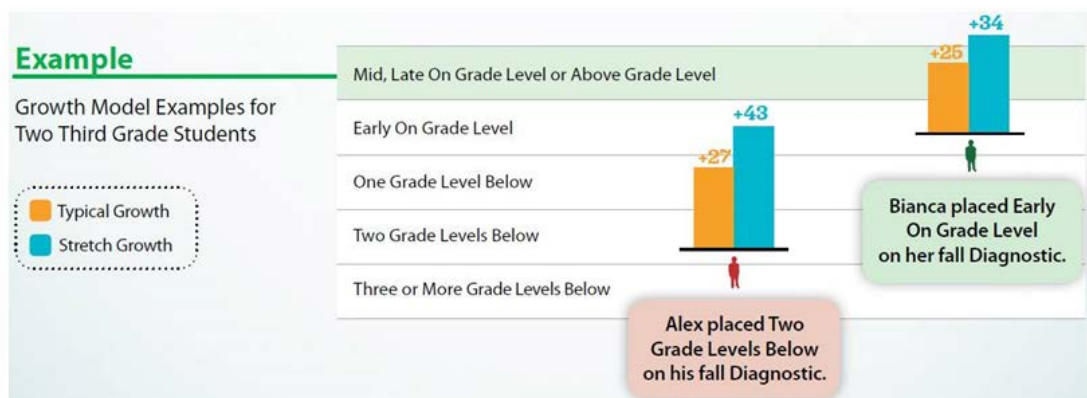 Example
Growth Model Examples for
Two Third Grade Students
Typical Growth
Stretch Growth
Mid, Late On Grade Level or Above Grade Level
Early On Grade Level
One Grade Level Below
Two Grade Levels Below
Three or More Grade Levels Below
+27
+43
Alex placed Two
Grade Levels Below
on his fall Diagnostic.
+25
+34
Bianca placed Early
On Grade Level
on her fall Diagnostic.